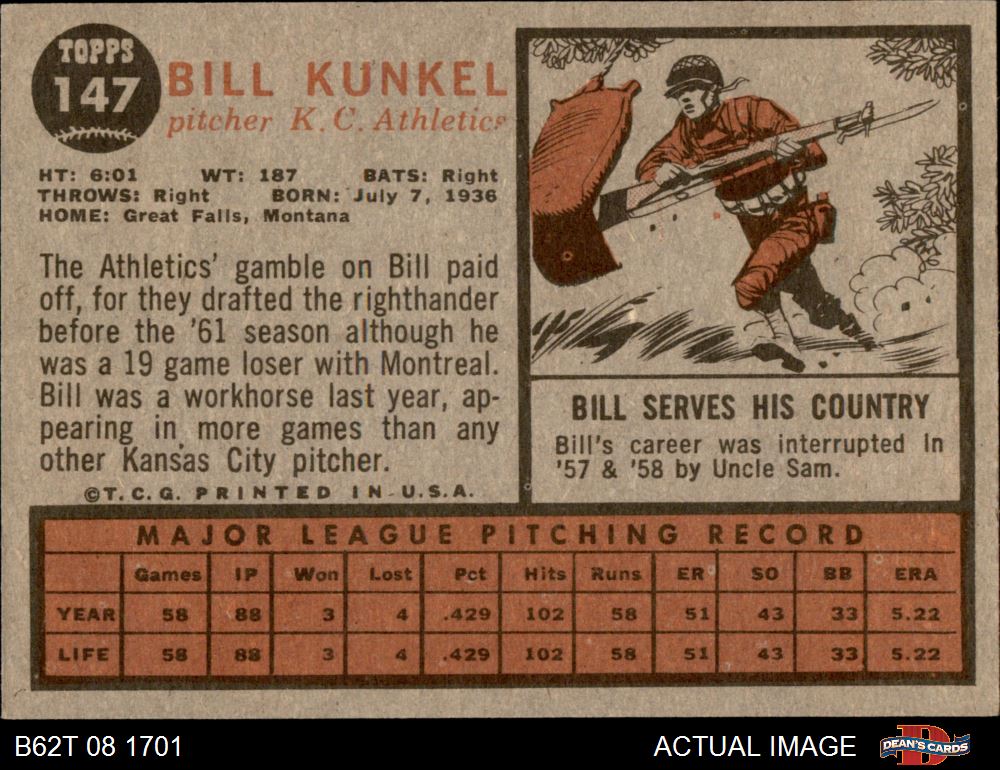 TOPPS
147
BILL KUNKEL
pitcher K. C. Athletics
HT: 6:01 WT: 187 BATS: Right
THROWS: Right BORN: July 7, 1936
HOME: Great Falls, Montana
The Athletics' gamble on Bill paid
off, for they drafted the righthander
before the '61 season although he
was a 19 game loser with Montreal.
Bill was a workhorse last year, ap-
pearing in more games than any
other Kansas City pitcher.
©T. C. G. PRINTED IN U.S.A.
BILL SERVES HIS COUNTRY
Bill's career was interrupted In
'57 & '58 by Uncle Sam.
MAJOR LEAGUE PITCHING RECORD
Games IP Won Lost Pct Hits Runs ER SO BB ERA
YEAR 58 88 3 4 .429 102 58 51 43 33 5.22
LIFE 58 88 3 4 .429 102 58 51 43 33 5.22
B62T 08 1701 ACTUAL IMAGE DEAN'S CARDS